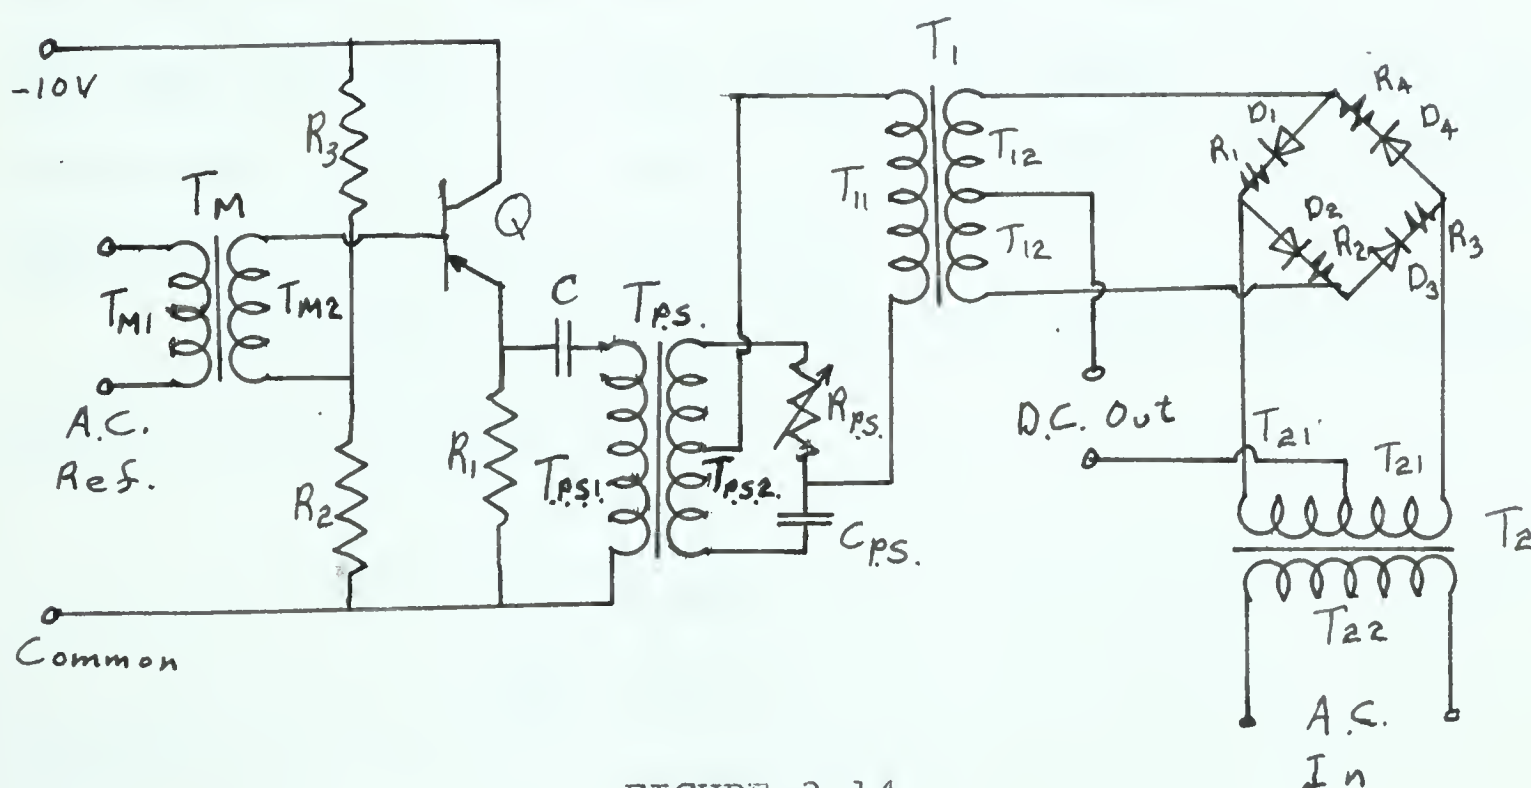 -10V
R3
TM
TM1
TM2
A.C.
Ref.
R2
Common
Q
C
R1
TP.S.
TP.S1.
TP.S2.
RP.S.
CP.S.
T1
T11
T12
T12
D.C. Out
D1
R1
R4
D4
D2
R2
R3
D3
T21
T21
T2
T22
A.C.
In